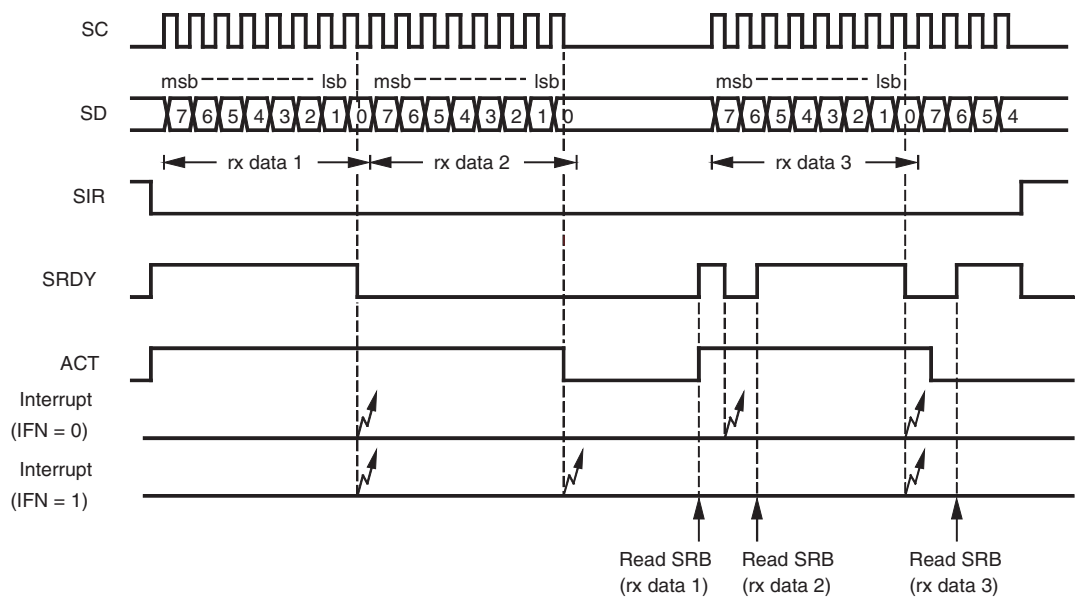 SC
msb lsb msb lsb msb lsb
SD 7 6 5 4 3 2 1 0 7 6 5 4 3 2 1 0 7 6 5 4 3 2 1 0 7 6 5 4
rx data 1 rx data 2 rx data 3
SIR
SRDY
ACT
Interrupt
(IFN = 0)
Interrupt
(IFN = 1)
Read SRB
(rx data 1)
Read SRB
(rx data 2)
Read SRB
(rx data 3)